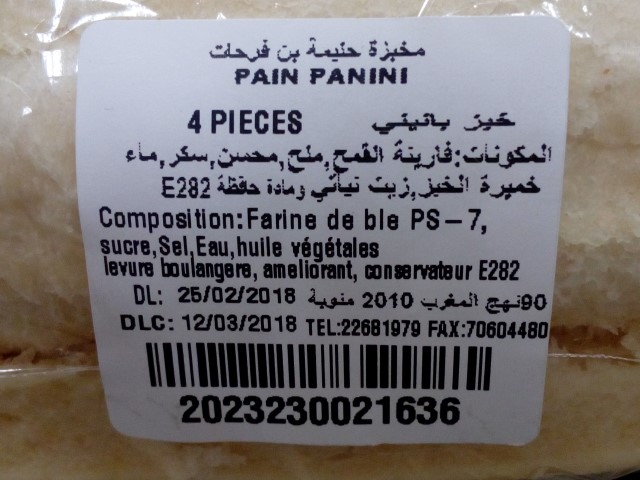 مخبزة حليمة بن فرحات
PAIN PANINI
4 PIECES خبز بانيني
المكونات:فارينة القمح,ملح,محسن,سكر,ماء
خميرة الخبز,زيت نباتي ومادة حافظة E282
Composition:Farine de ble PS-7,
sucre,Sel,Eau,huile végétales
levure boulangere, ameliorant, conservateur E282
DL: 25/02/2018 90نهج المغرب 2010 منوبة
DLC: 12/03/2018 TEL:22681979 FAX:70604480
2023230021636